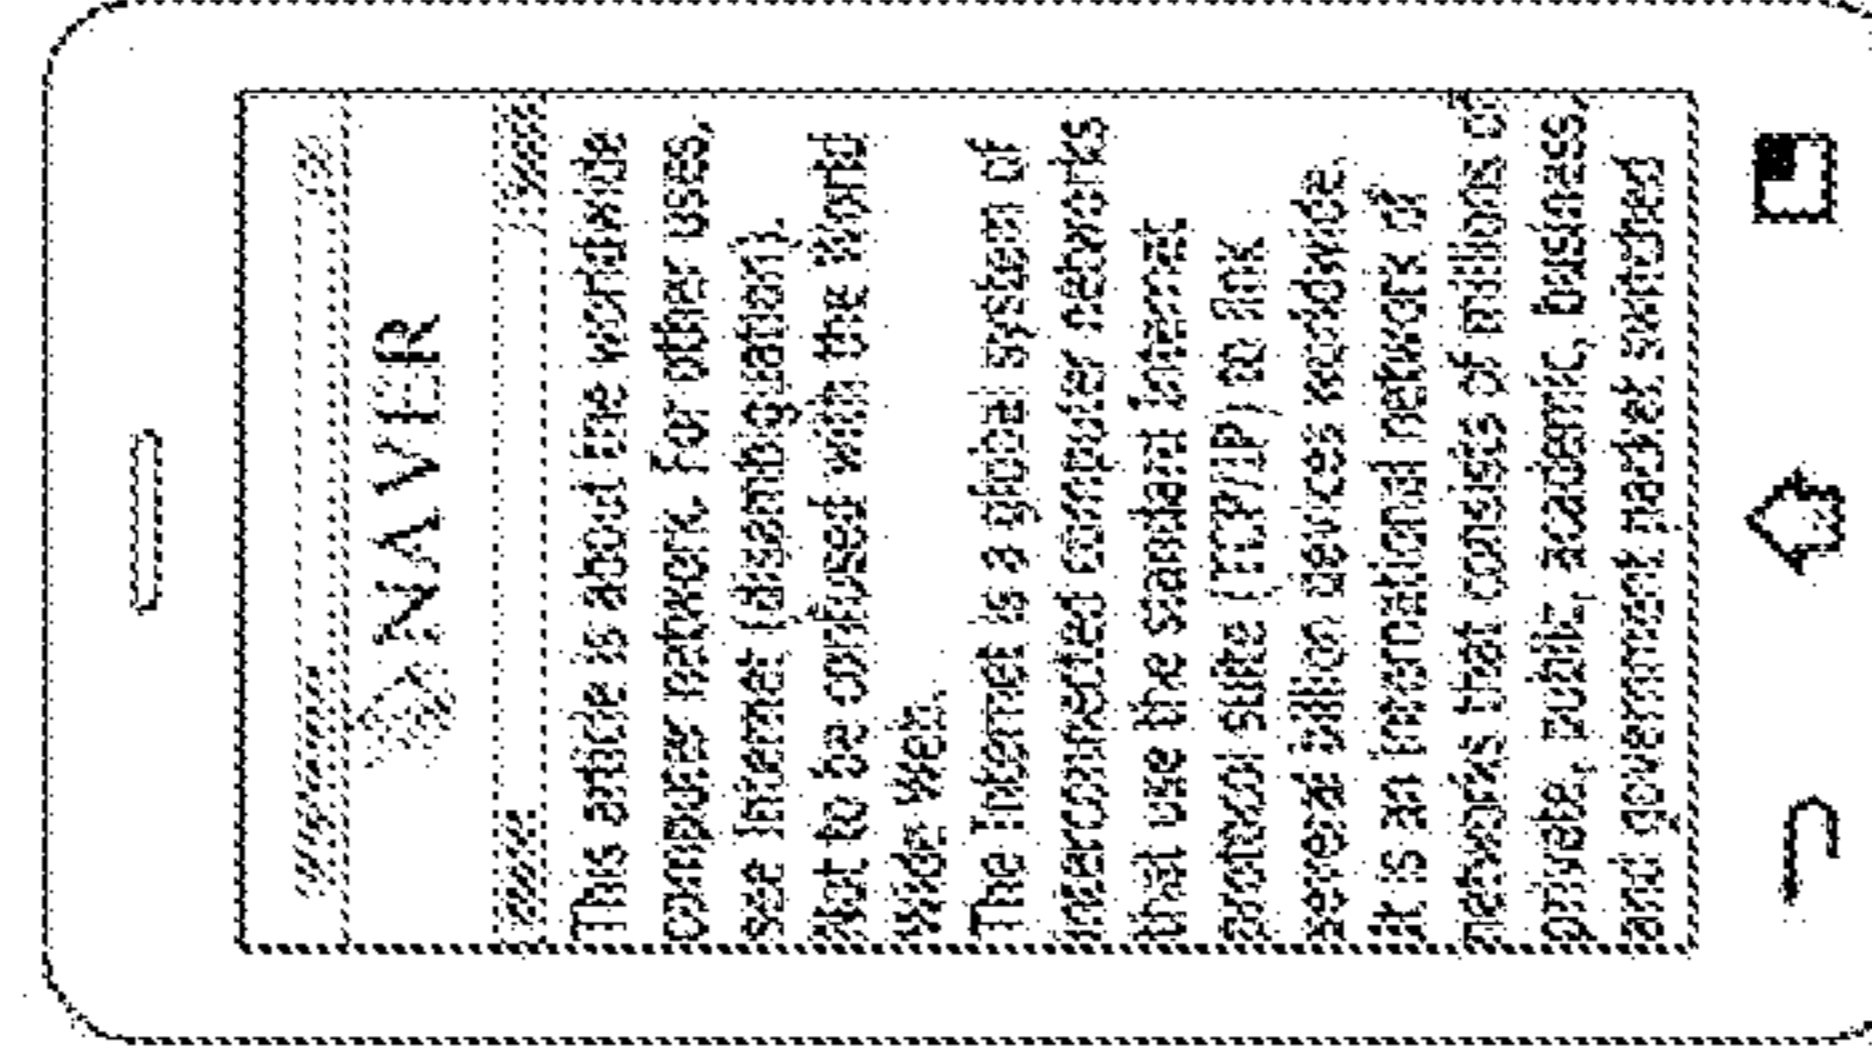 NAVER
This article is about the worldwide
computer network. For other uses,
see Internet (disambiguation).
Not to be confused with the World
Wide Web.
The Internet is a global system of
interconnected computer networks
that use the standard Internet
protocol suite (TCP/IP) to link
several billion devices worldwide.
It is an international network of
networks that consists of millions of
private, public, academic, business,
and government packet switched